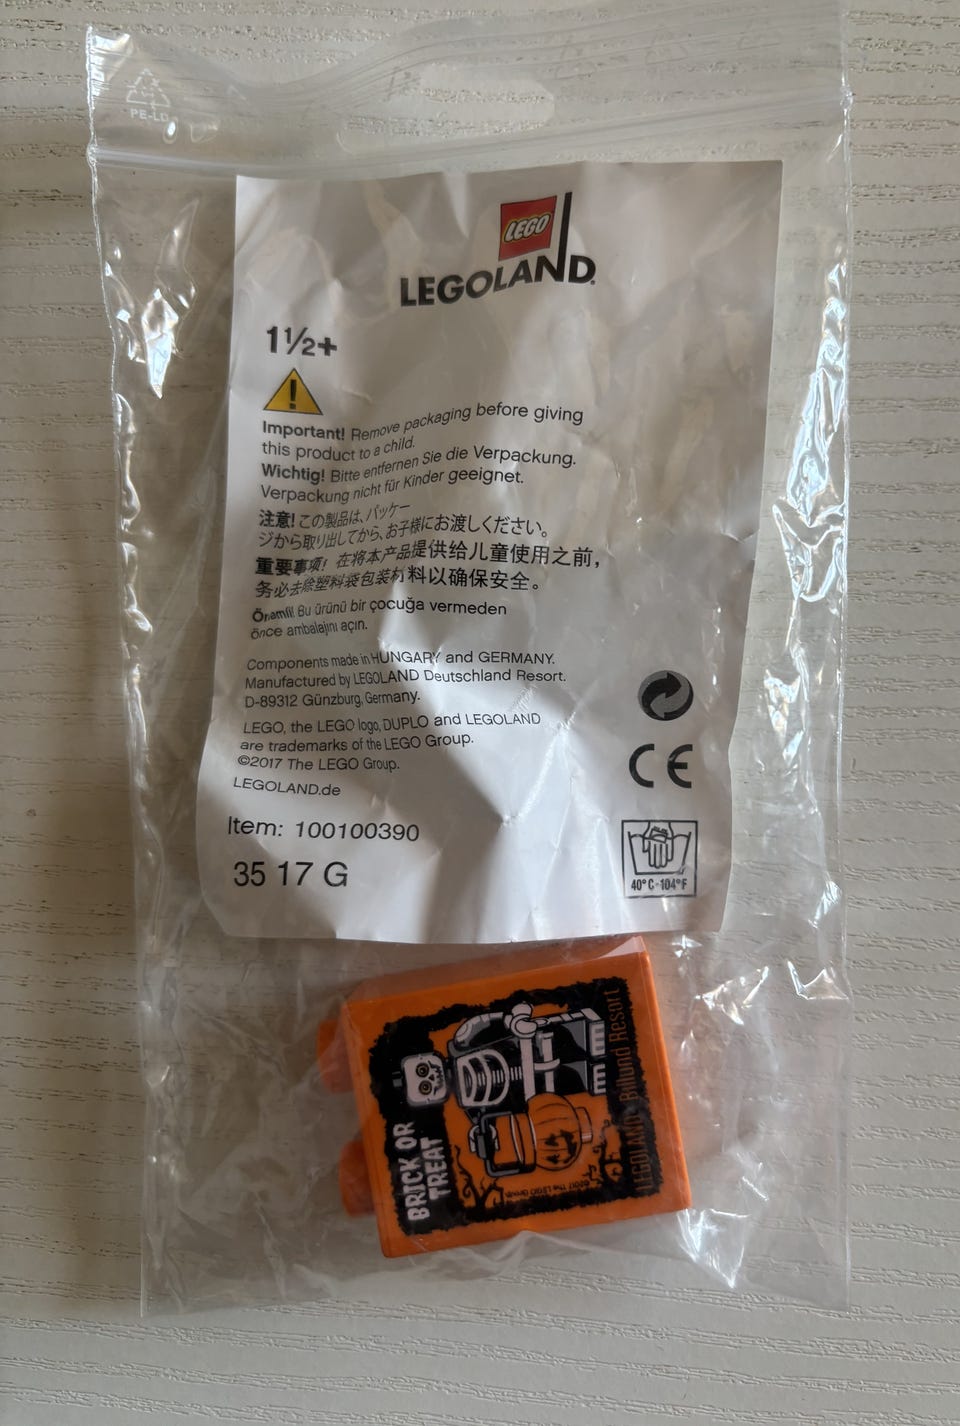 PE-LD
LEGO
LEGOLAND®
1½+
Important! Remove packaging before giving
this product to a child.
Wichtig! Bitte entfernen Sie die Verpackung.
Verpackung nicht für Kinder geeignet.
注意! この製品は、パッケー
ジから取り出してから、お子様にお渡しください。
重要事项! 在将本产品提供给儿童使用之前,
务必去除塑料袋包装材料以确保安全。
Önemli! Bu ürünü bir çocuğa vermeden
önce ambalajını açın.
Components made in HUNGARY and GERMANY.
Manufactured by LEGOLAND Deutschland Resort.
D-89312 Günzburg, Germany.
LEGO, the LEGO logo, DUPLO and LEGOLAND
are trademarks of the LEGO Group.
©2017 The LEGO Group.
LEGOLAND.de
Item: 100100390
35 17 G
CE
40°C-104°F
BRICK OR
TREAT
©2017 The LEGO Group
LEGOLAND® Billund Resort